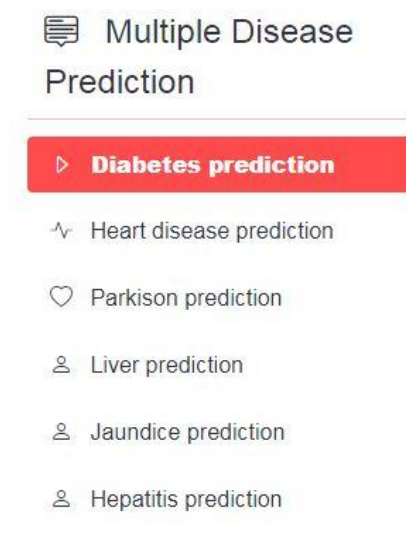 Multiple Disease
Prediction
Diabetes prediction
Heart disease prediction
Parkison prediction
Liver prediction
Jaundice prediction
Hepatitis prediction